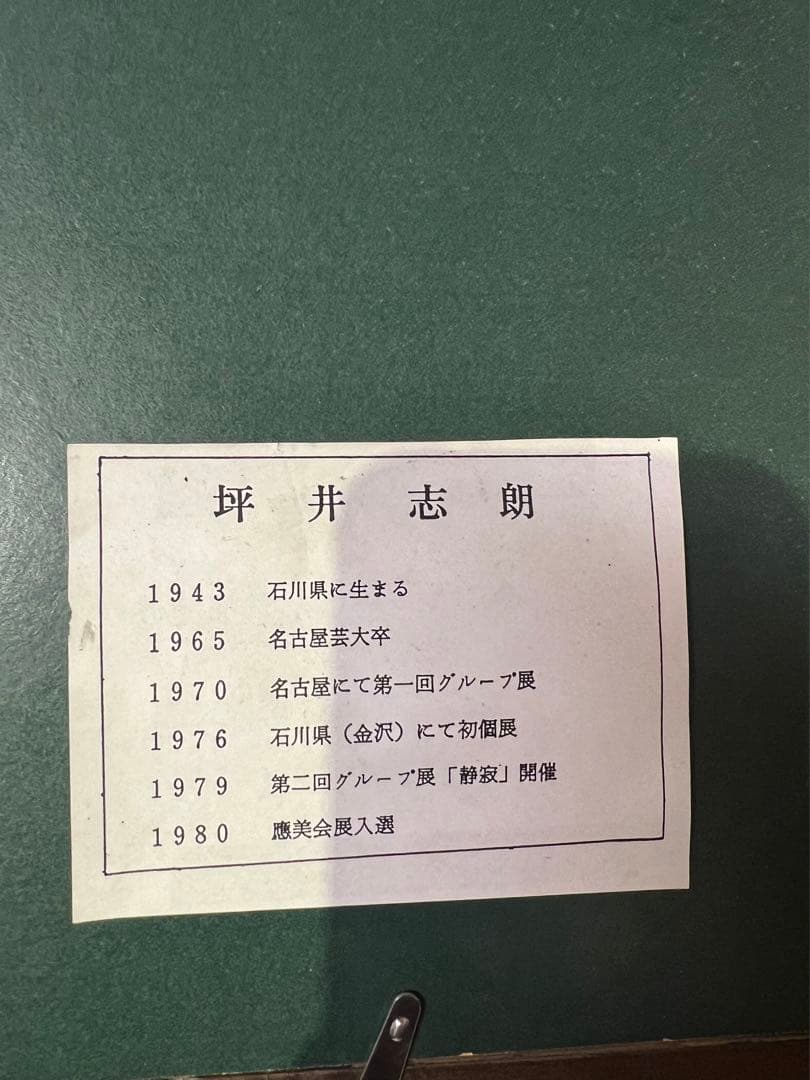 坪井志朗
1943 石川県に生まる
1965 名古屋芸大卒
1970 名古屋にて第一回グループ展
1976 石川県（金沢）にて初個展
1979 第二回グループ展「静寂」開催
1980 應美会展入選